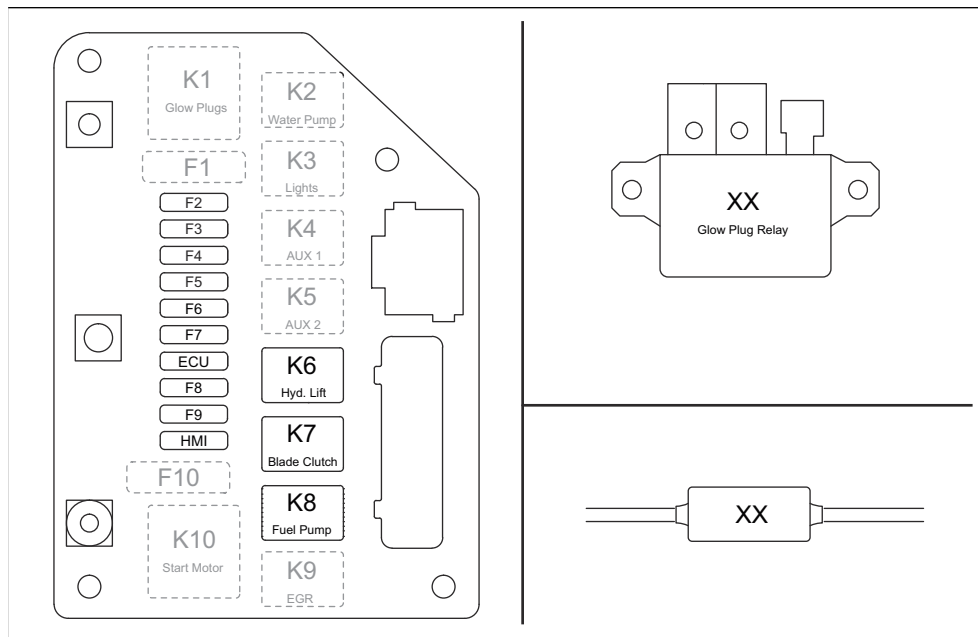 K1
Glow Plugs
F1
F2
F3
F4
F5
F6
F7
ECU
F8
F9
HMI
F10
K10
Start Motor
K2
Water Pump
K3
Lights
K4
AUX 1
K5
AUX 2
K6
Hyd. Lift
K7
Blade Clutch
K8
Fuel Pump
K9
EGR
XX
Glow Plug Relay
XX